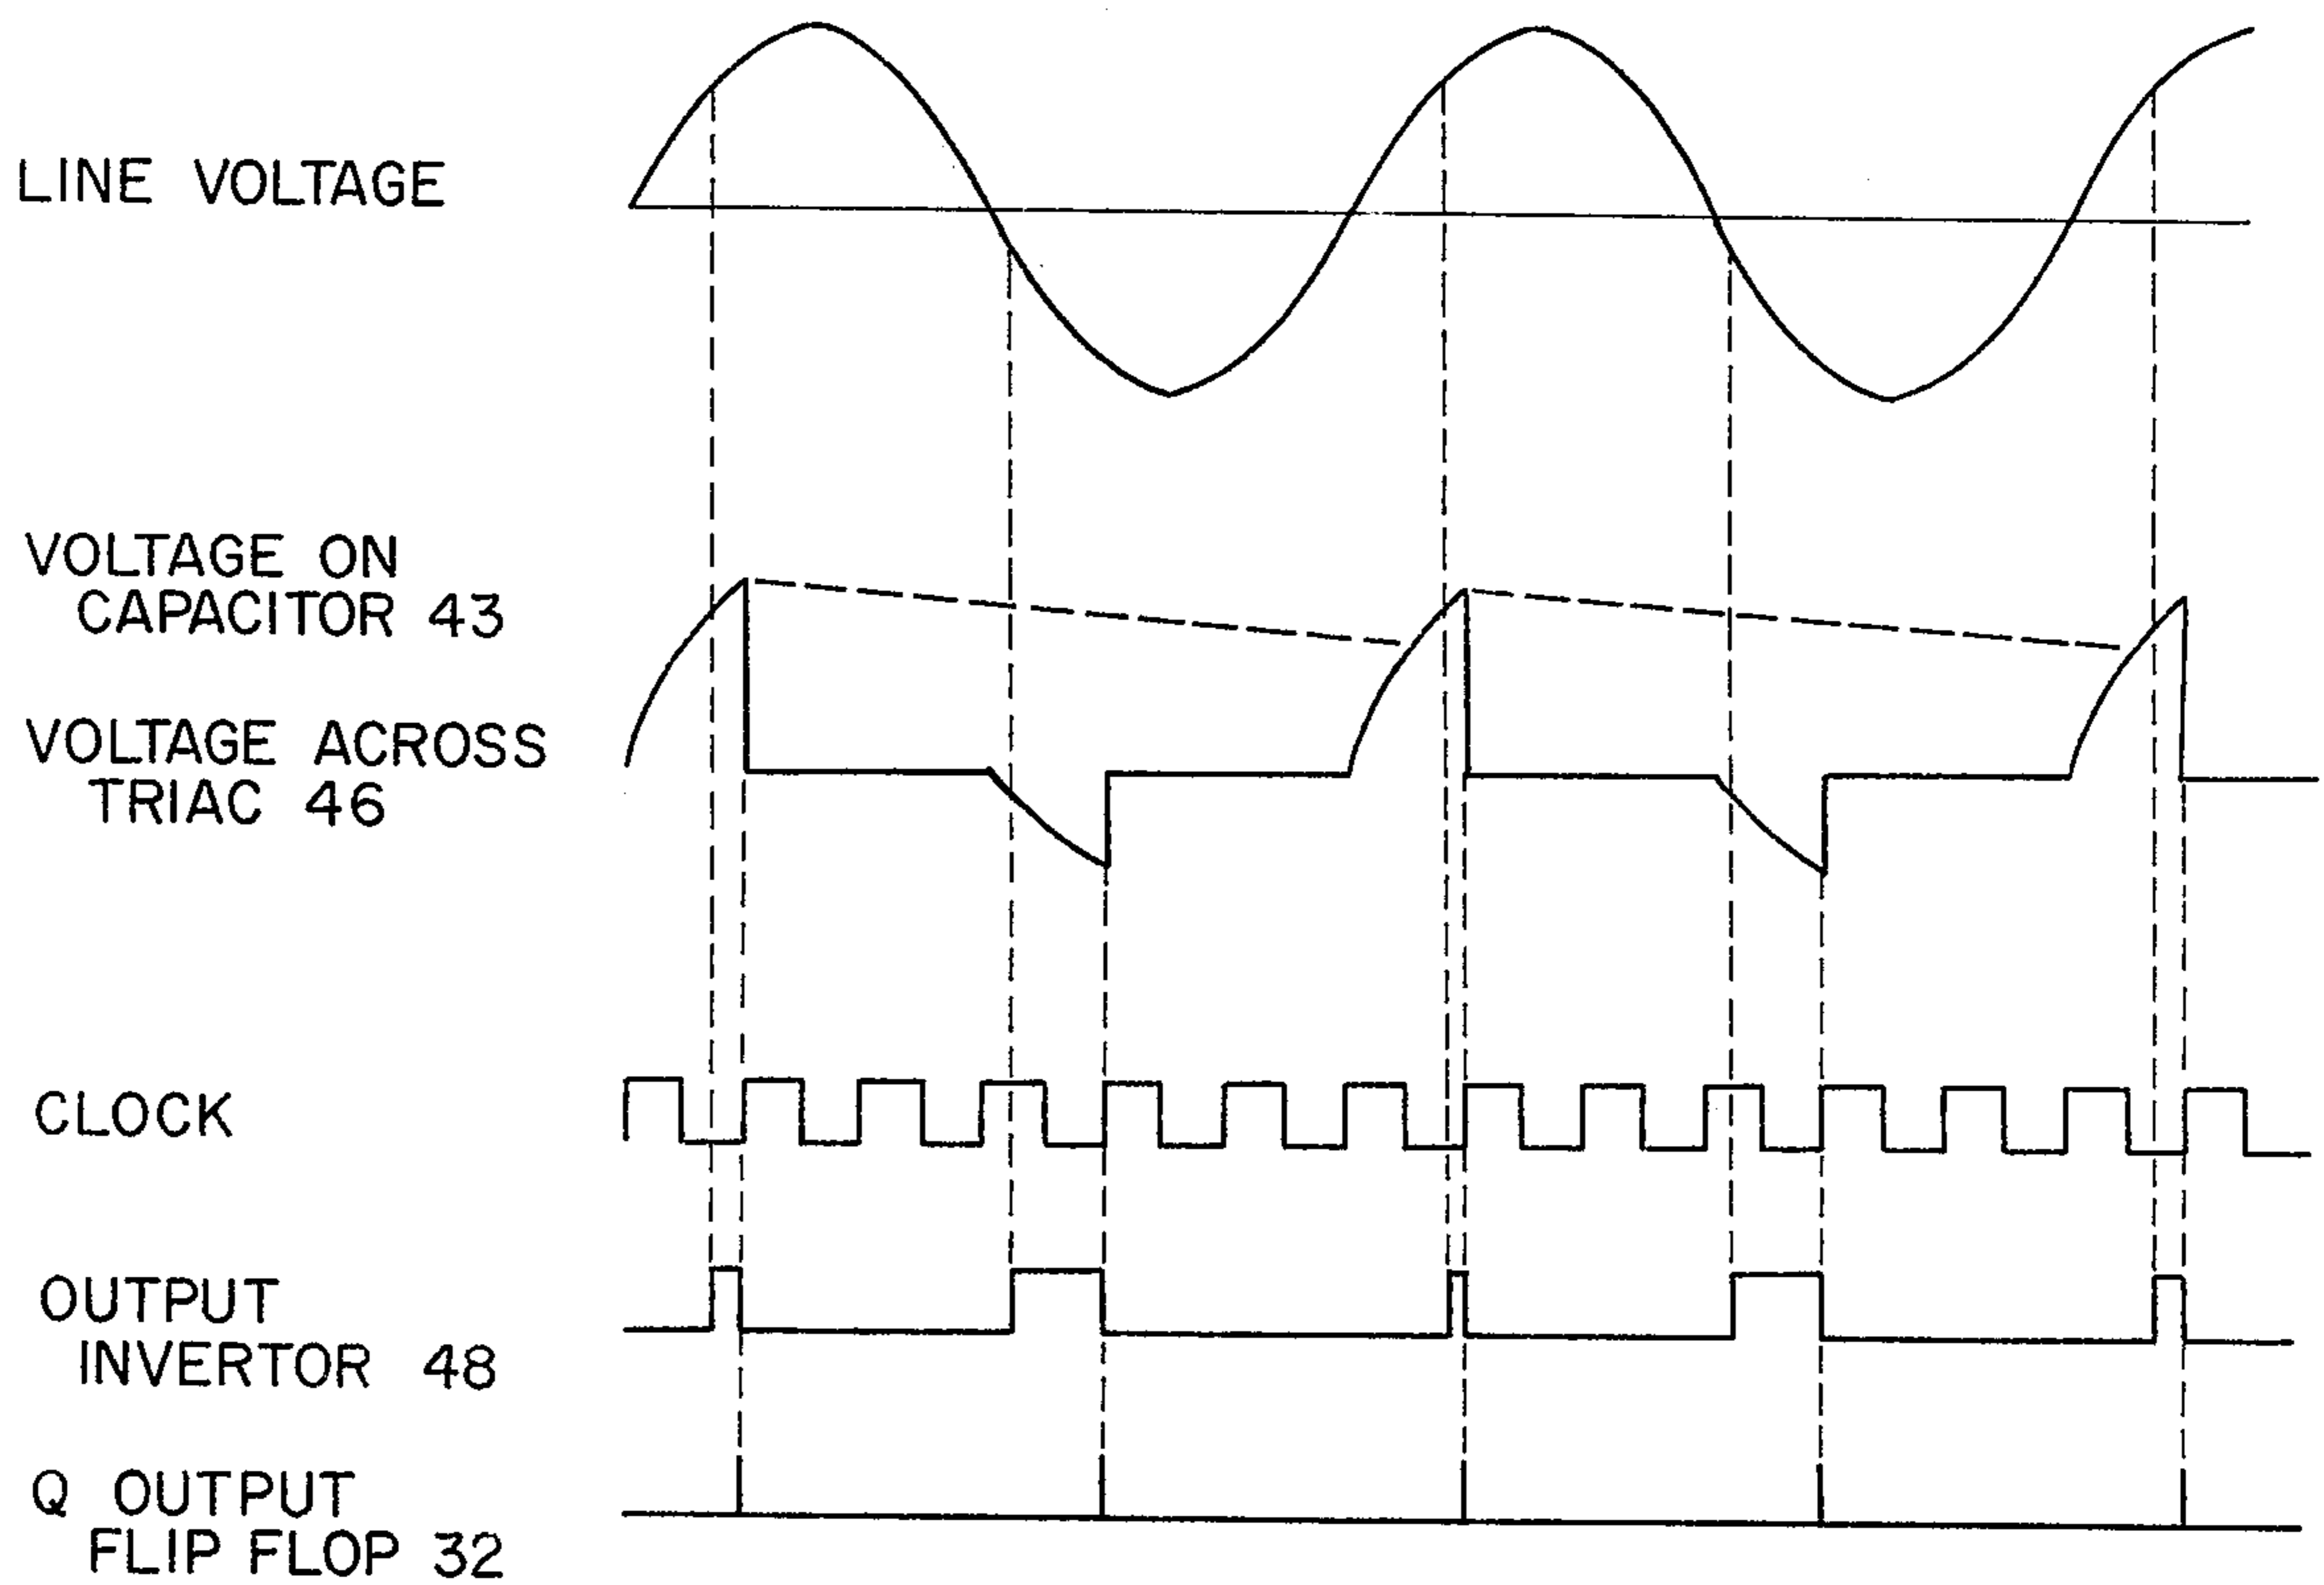 LINE VOLTAGE
VOLTAGE ON
CAPACITOR 43
VOLTAGE ACROSS
TRIAC 46
CLOCK
OUTPUT
INVERTOR 48
Q OUTPUT
FLIP FLOP 32